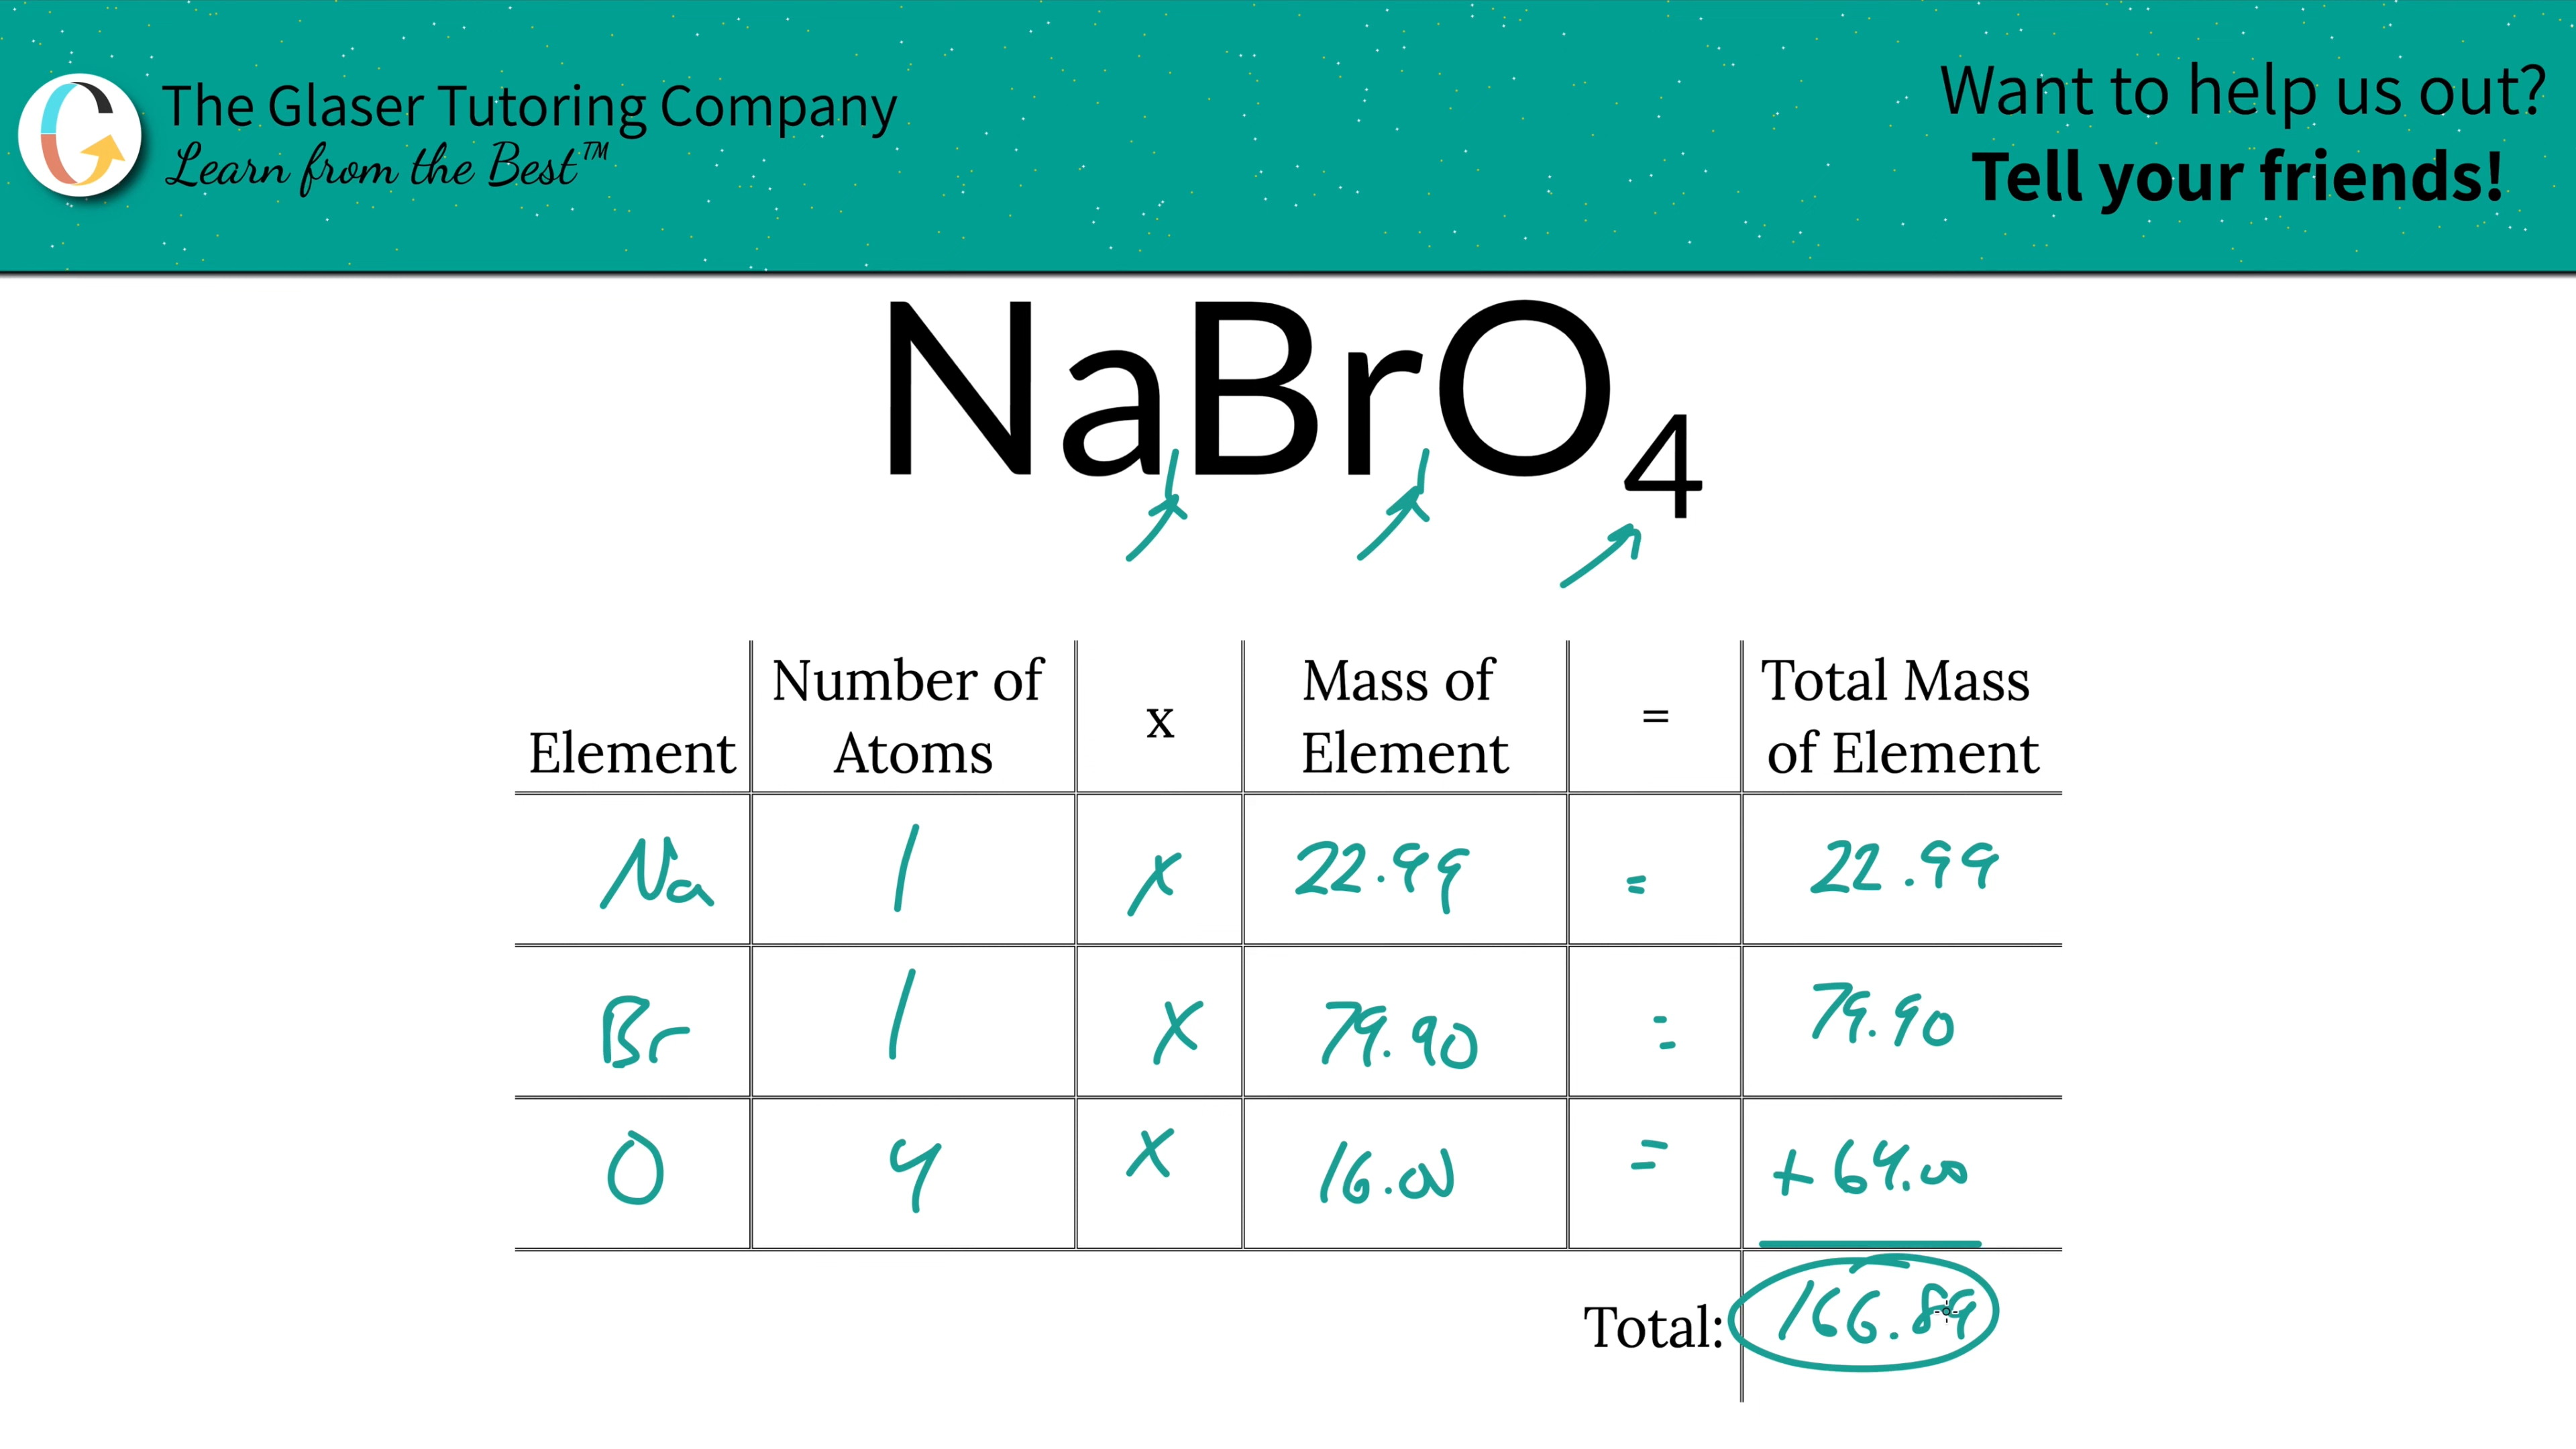 The Glaser Tutoring Company
Learn from the Best™
Want to help us out?
Tell your friends!
NaBrO₄
1 1
Element Number of Atoms x Mass of Element = Total Mass of Element
Na 1 x 22.99 = 22.99
Br 1 x 79.90 = 79.90
O 4 x 16.00 = + 64.00
Total: 166.89